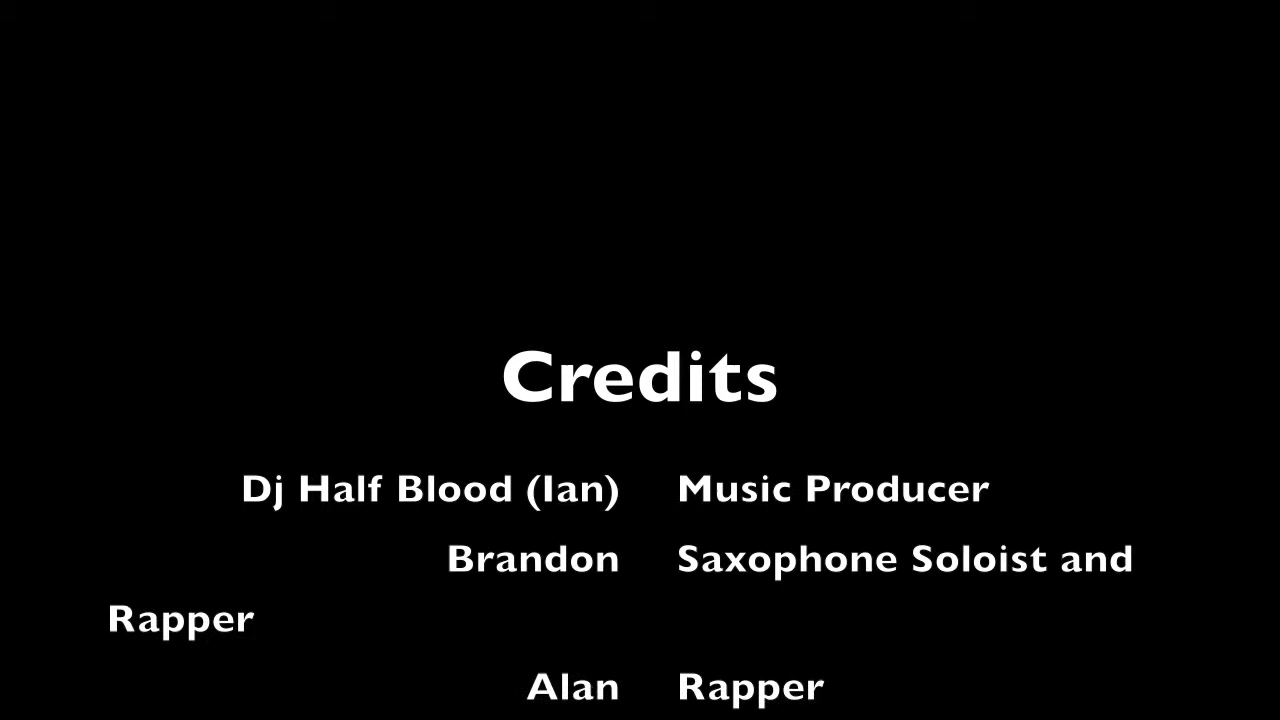 Credits
Dj Half Blood (Ian) Music Producer
Brandon Saxophone Soloist and
Rapper
Alan Rapper